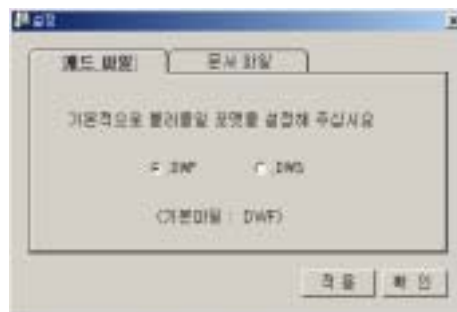 설정
캐드 파일
문서 파일
기본적으로 불러들일 포맷을 설정해 주십시요
DWF
DWG
(기본파일 : DWF)
적용
확인